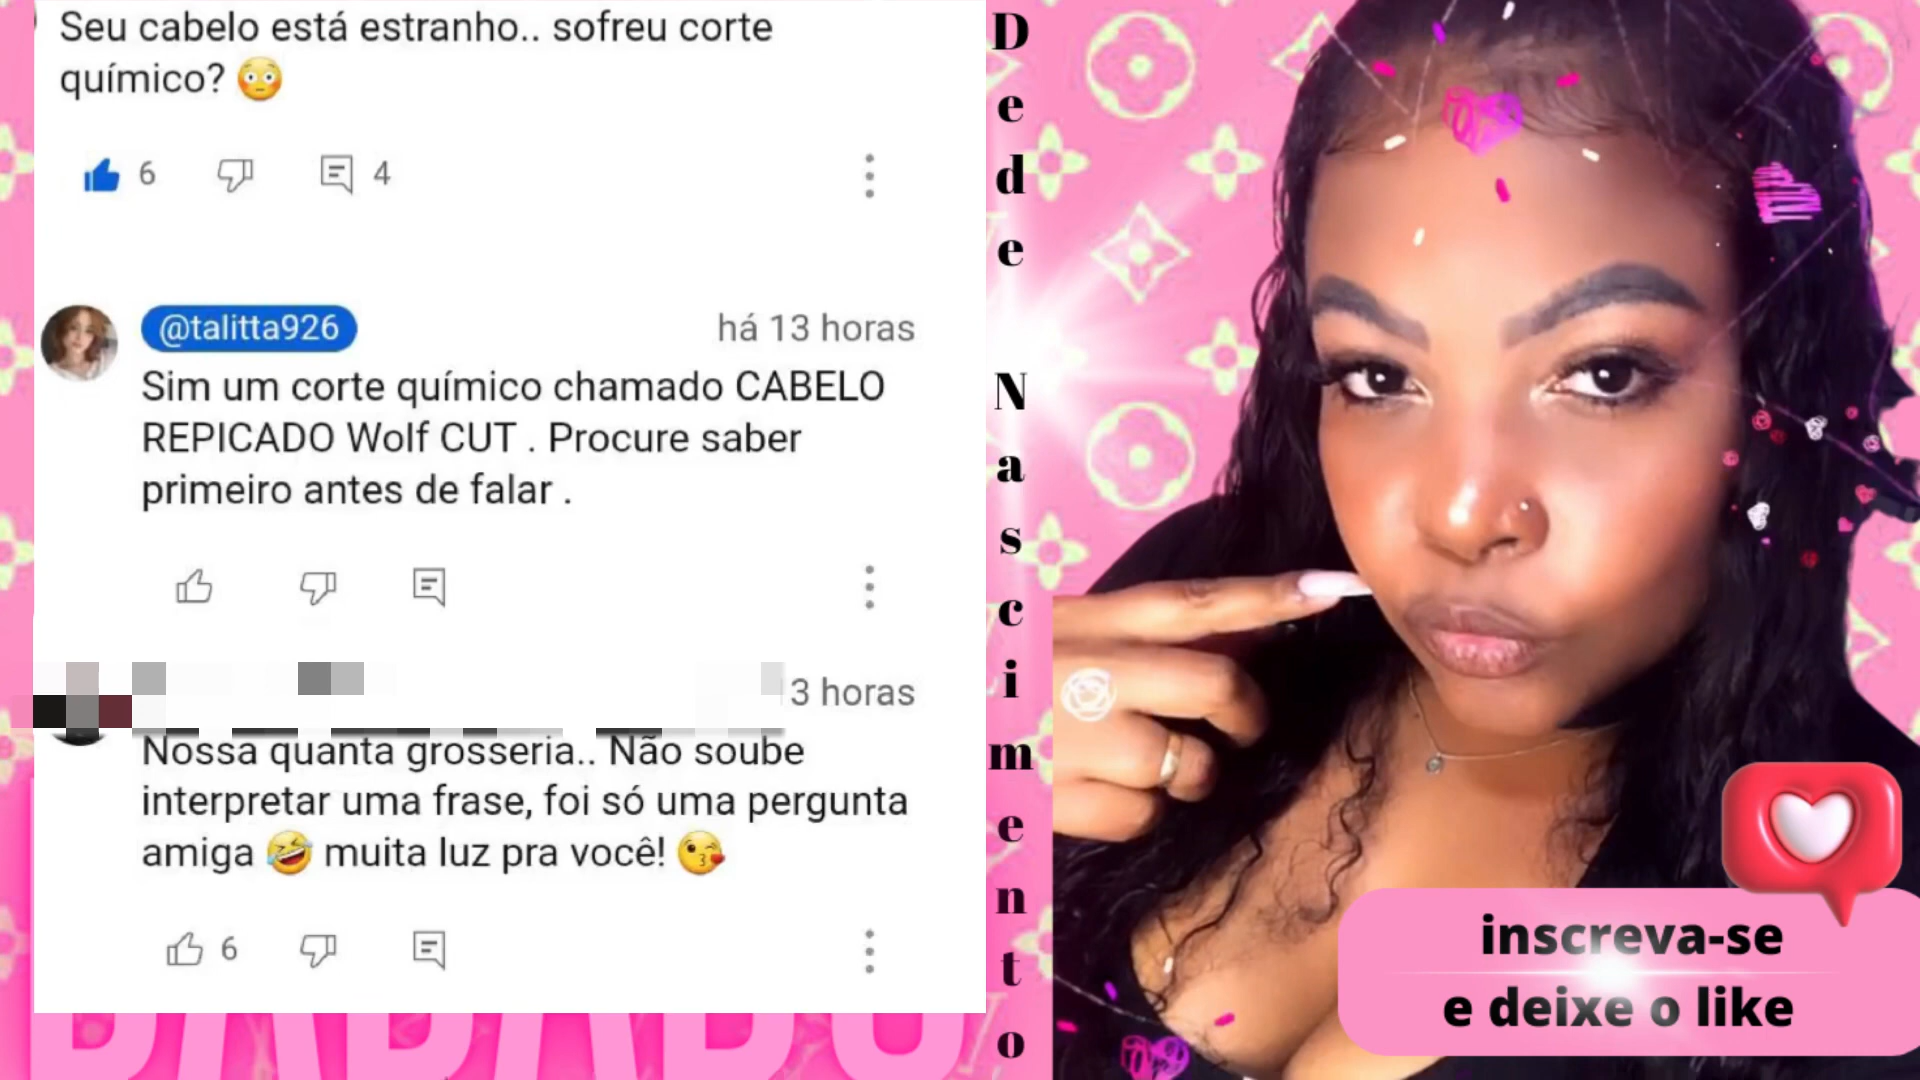 Seu cabelo está estranho.. sofreu corte
químico? 😳
6
4
@talitta926
há 13 horas
Sim um corte químico chamado CABELO
REPICADO Wolf CUT . Procure saber
primeiro antes de falar .
3 horas
Nossa quanta grosseria.. Não soube
interpretar uma frase, foi só uma pergunta
amiga 🤣 muita luz pra você! 😘
6
Dede Nascimento
inscreva-se
e deixe o like